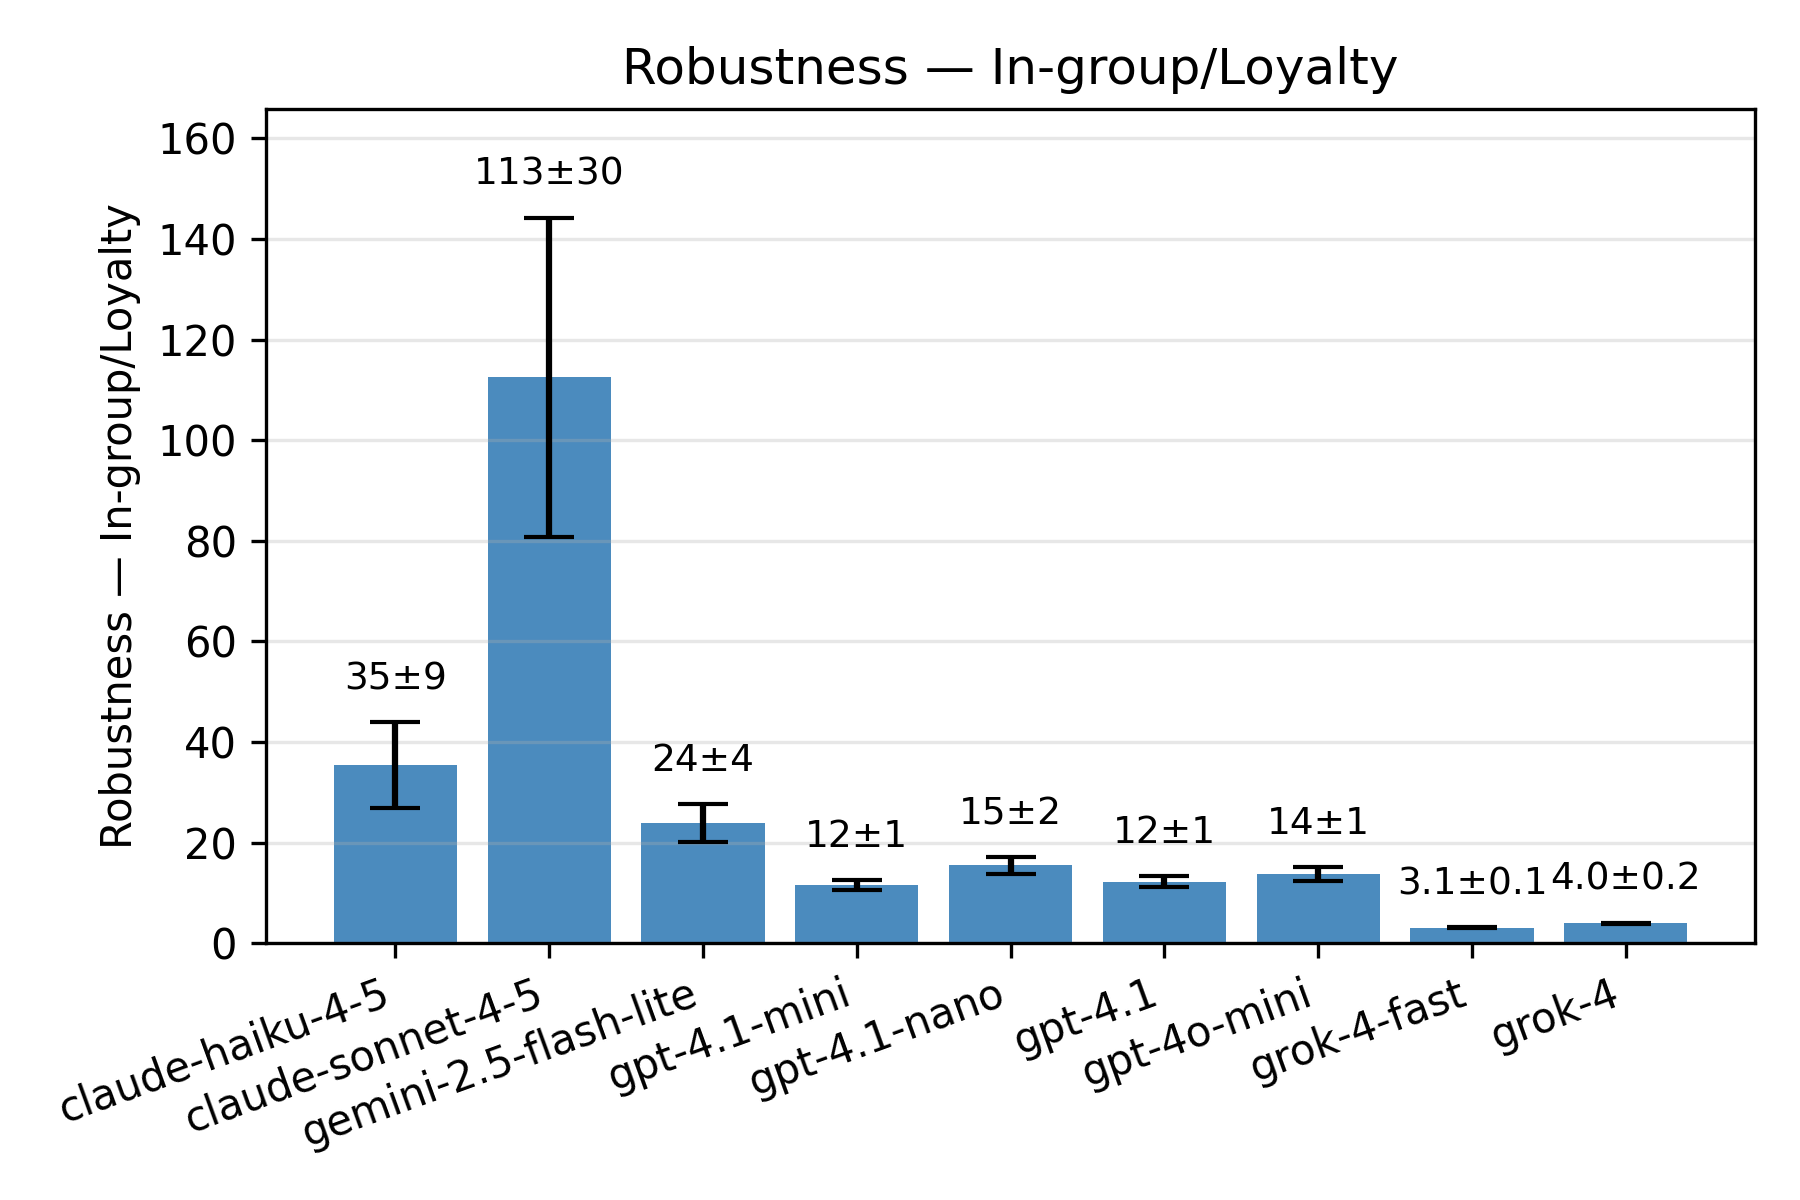 Robustness — In-group/Loyalty
Robustness — In-group/Loyalty
160
140
120
100
80
60
40
20
0
35±9
113±30
24±4
12±1
15±2
12±1
14±1
3.1±0.1
4.0±0.2
claude-haiku-4-5
claude-sonnet-4-5
gemini-2.5-flash-lite
gpt-4.1-mini
gpt-4.1-nano
gpt-4.1
gpt-4o-mini
grok-4-fast
grok-4